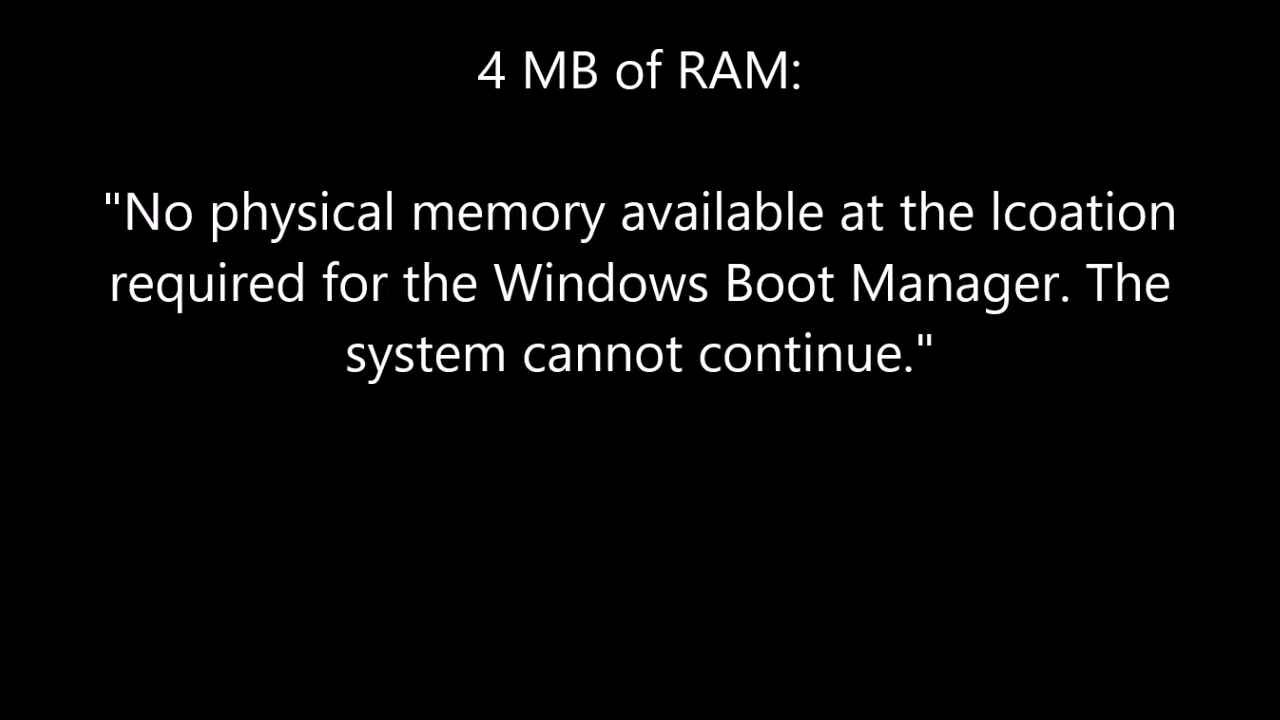 4 MB of RAM:
"No physical memory available at the lcoation
required for the Windows Boot Manager. The
system cannot continue."